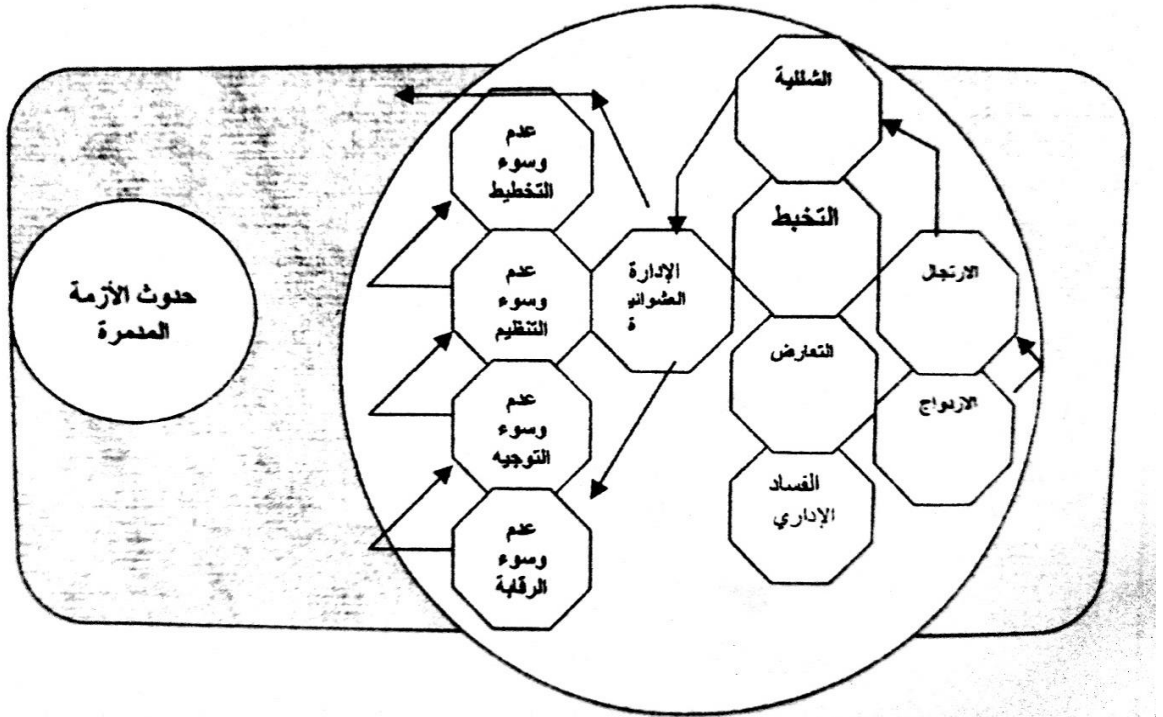 الشللية
التخبط
الارتجال
التعارض
الازدواج
الفساد
الإداري
الإدارة
العشوائي
ة
عدم
وسوء
التخطيط
عدم
وسوء
التنظيم
عدم
وسوء
التوجيه
عدم
وسوء
الرقابة
حدوث الأزمة
المدمرة